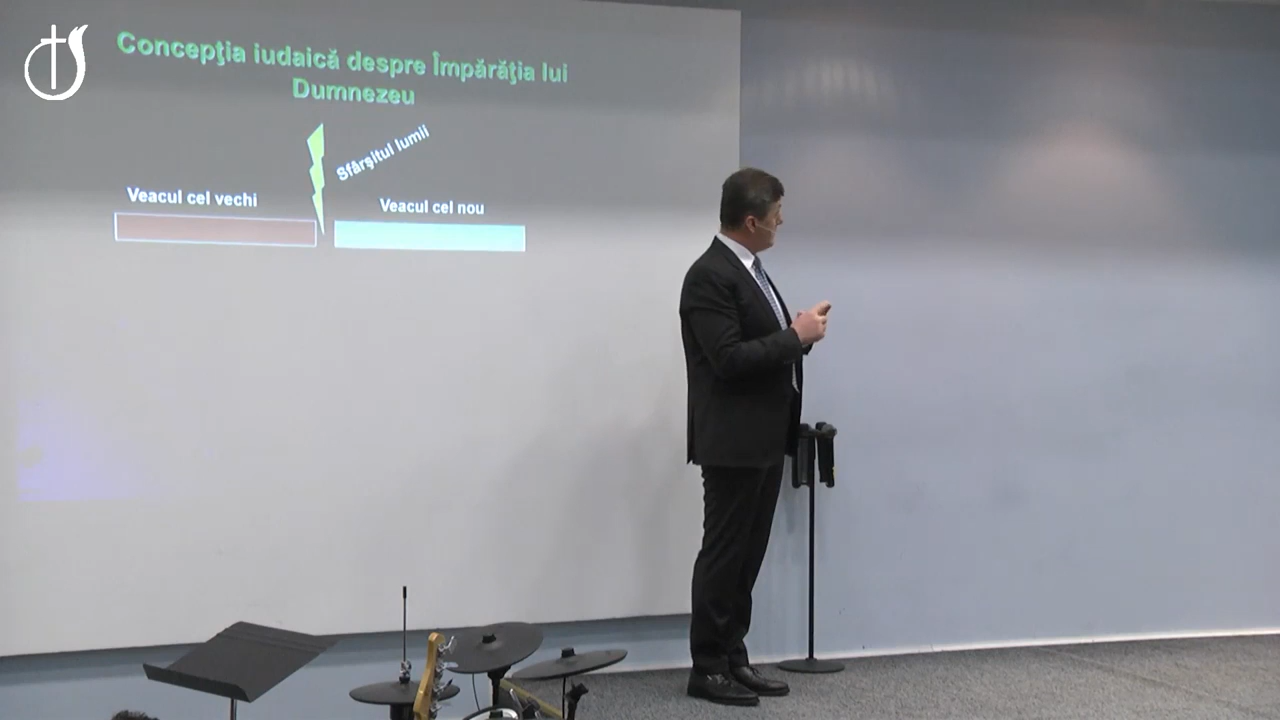 Concepţia iudaică despre Împărăţia lui
Dumnezeu
Sfârşitul lumii
Veacul cel vechi
Veacul cel nou